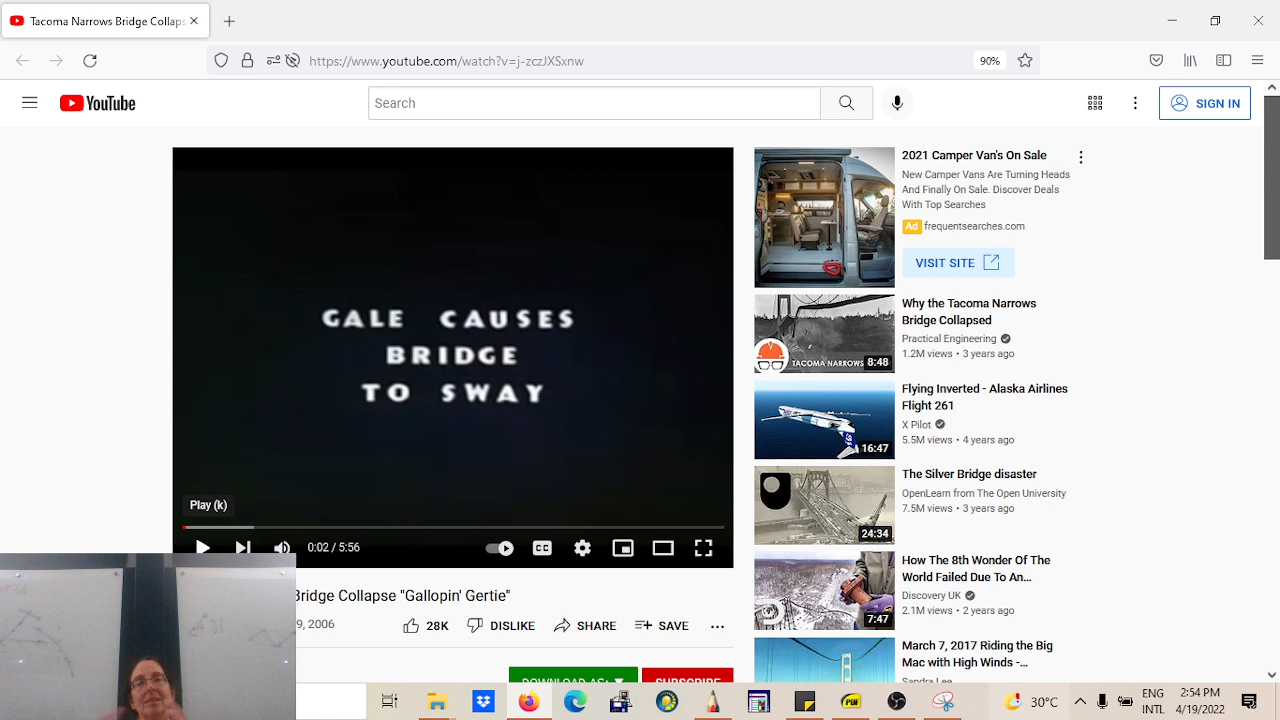 Tacoma Narrows Bridge Collaps
https://www.youtube.com/watch?v=j-zczJXSxnw
90%
YouTube
Search
SIGN IN
GALE CAUSES
BRIDGE
TO SWAY
Play (k)
0:02 / 5:56
CC
Bridge Collapse "Gallopin' Gertie"
9, 2006
28K
DISLIKE
SHARE
SAVE
DOWNLOAD AS: ▼
SUBSCRIBE
2021 Camper Van's On Sale
New Camper Vans Are Turning Heads
And Finally On Sale. Discover Deals
With Top Searches
Ad frequentsearches.com
VISIT SITE
TACOMA NARROWS
8:48
Why the Tacoma Narrows
Bridge Collapsed
Practical Engineering
1.2M views • 3 years ago
16:47
Flying Inverted - Alaska Airlines
Flight 261
X Pilot
5.5M views • 4 years ago
24:34
The Silver Bridge disaster
OpenLearn from The Open University
7.5M views • 3 years ago
7:47
How The 8th Wonder Of The
World Failed Due To An...
Discovery UK
2.1M views • 2 years ago
March 7, 2017 Riding the Big
Mac with High Winds -...
Sandra Lee
PDF
30°C
ENG
INTL
2:54 PM
4/19/2022